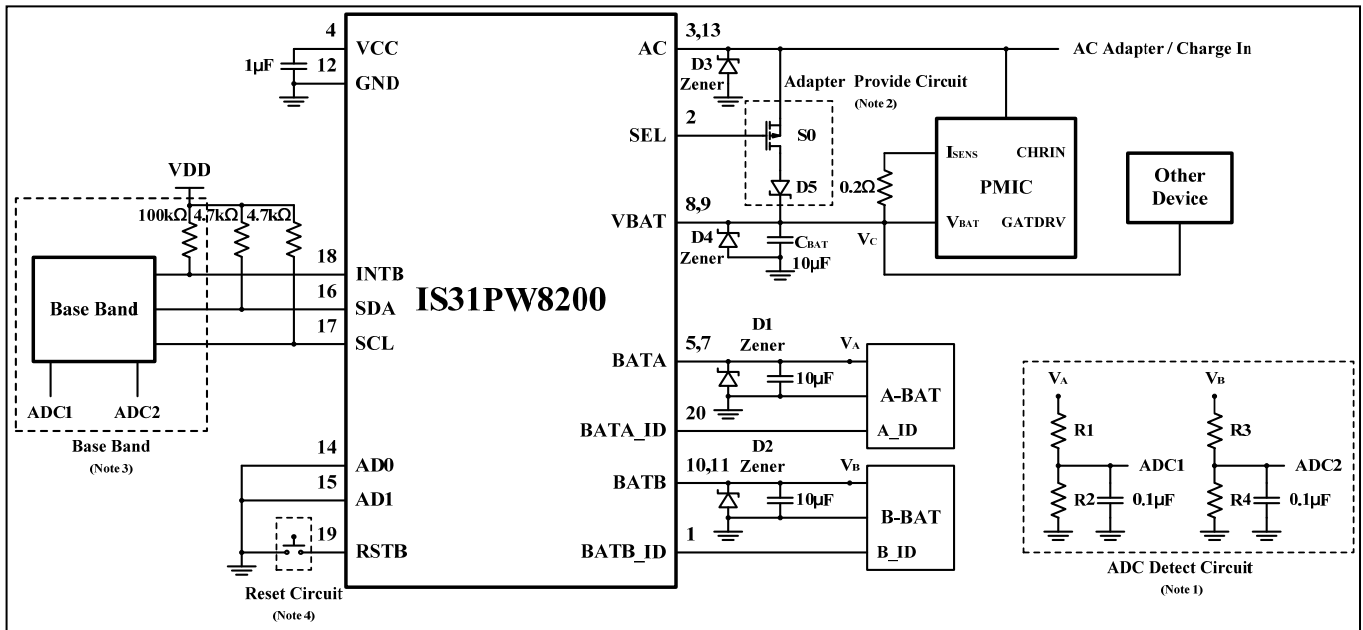 4
VCC
1µF
12
GND
VDD
100kΩ 4.7kΩ 4.7kΩ
18
INTB
Base Band
16
SDA
17
SCL
ADC1
ADC2
Base Band
(Note 3)
14
AD0
15
AD1
19
RSTB
Reset Circuit
(Note 4)
IS31PW8200
3,13
AC
AC Adapter / Charge In
D3
Zener
Adapter Provide Circuit
(Note 2)
2
SEL
S0
D5
0.2Ω
ISENS
CHRIN
PMIC
VBAT
GATDRV
Other
Device
8,9
VBAT
D4
Zener
CBAT
10µF
VC
5,7
BATA
D1
Zener
VA
10µF
A-BAT
20
BATA_ID
A_ID
10,11
BATB
D2
Zener
VB
10µF
B-BAT
1
BATB_ID
B_ID
VA
VB
R1
R3
ADC1
ADC2
R2
0.1µF
R4
0.1µF
ADC Detect Circuit
(Note 1)